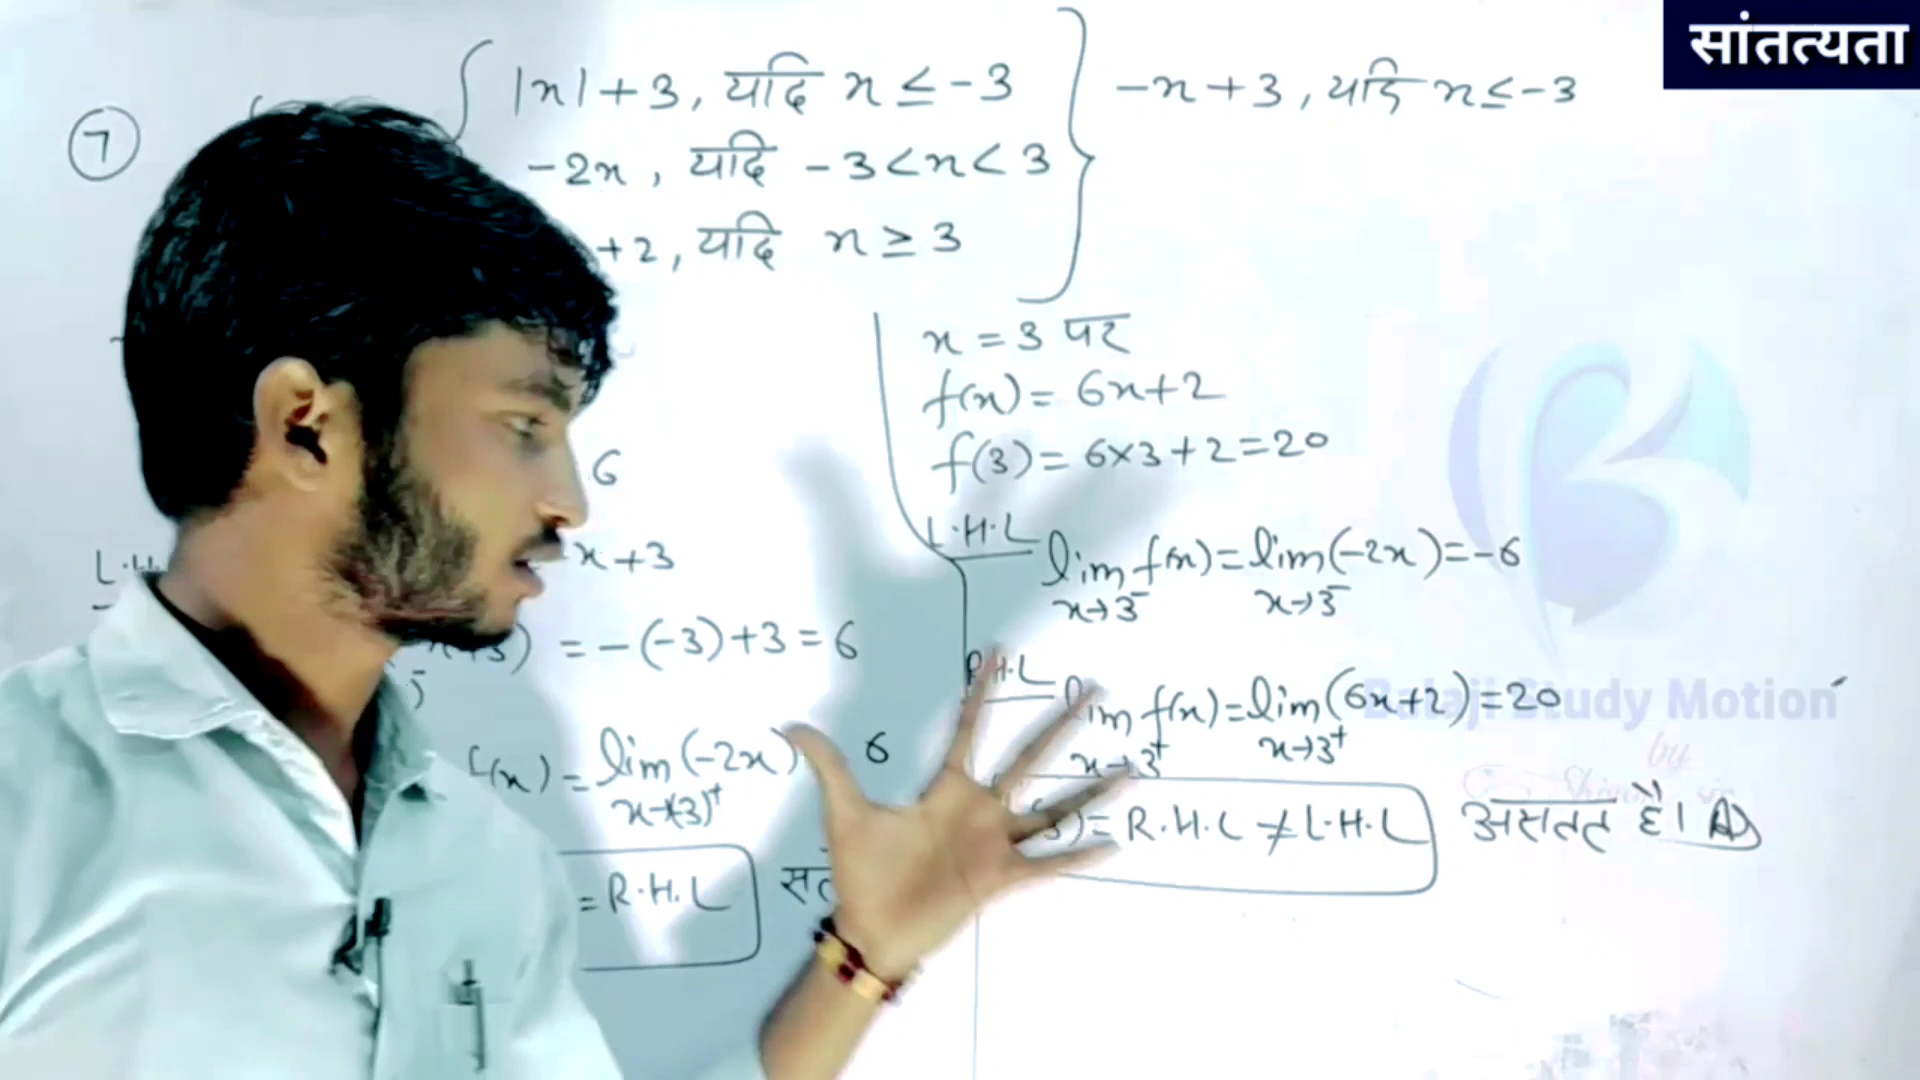 सांतत्यता
7
|x|+3, यदि x ≤ -3
-x+3, यदि x ≤ -3
-2x, यदि -3<x<3
+2, यदि x ≥ 3
x = 3 पर
f(x) = 6x+2
f(3) = 6×3+2=20
6
L.H.L
lim f(x)=lim(-2x)=-6
x→3⁻ x→3⁻
x+3
= -(-3)+3=6
R.H.L
lim f(x)=lim(6x+2)=20
x→3⁺ x→3⁺
Balaji Study Motion
by
(x)=lim(-2x) 6
x→(-3)⁺
3)= R.H.L ≠ L.H.L असतत है।
=R.H.L